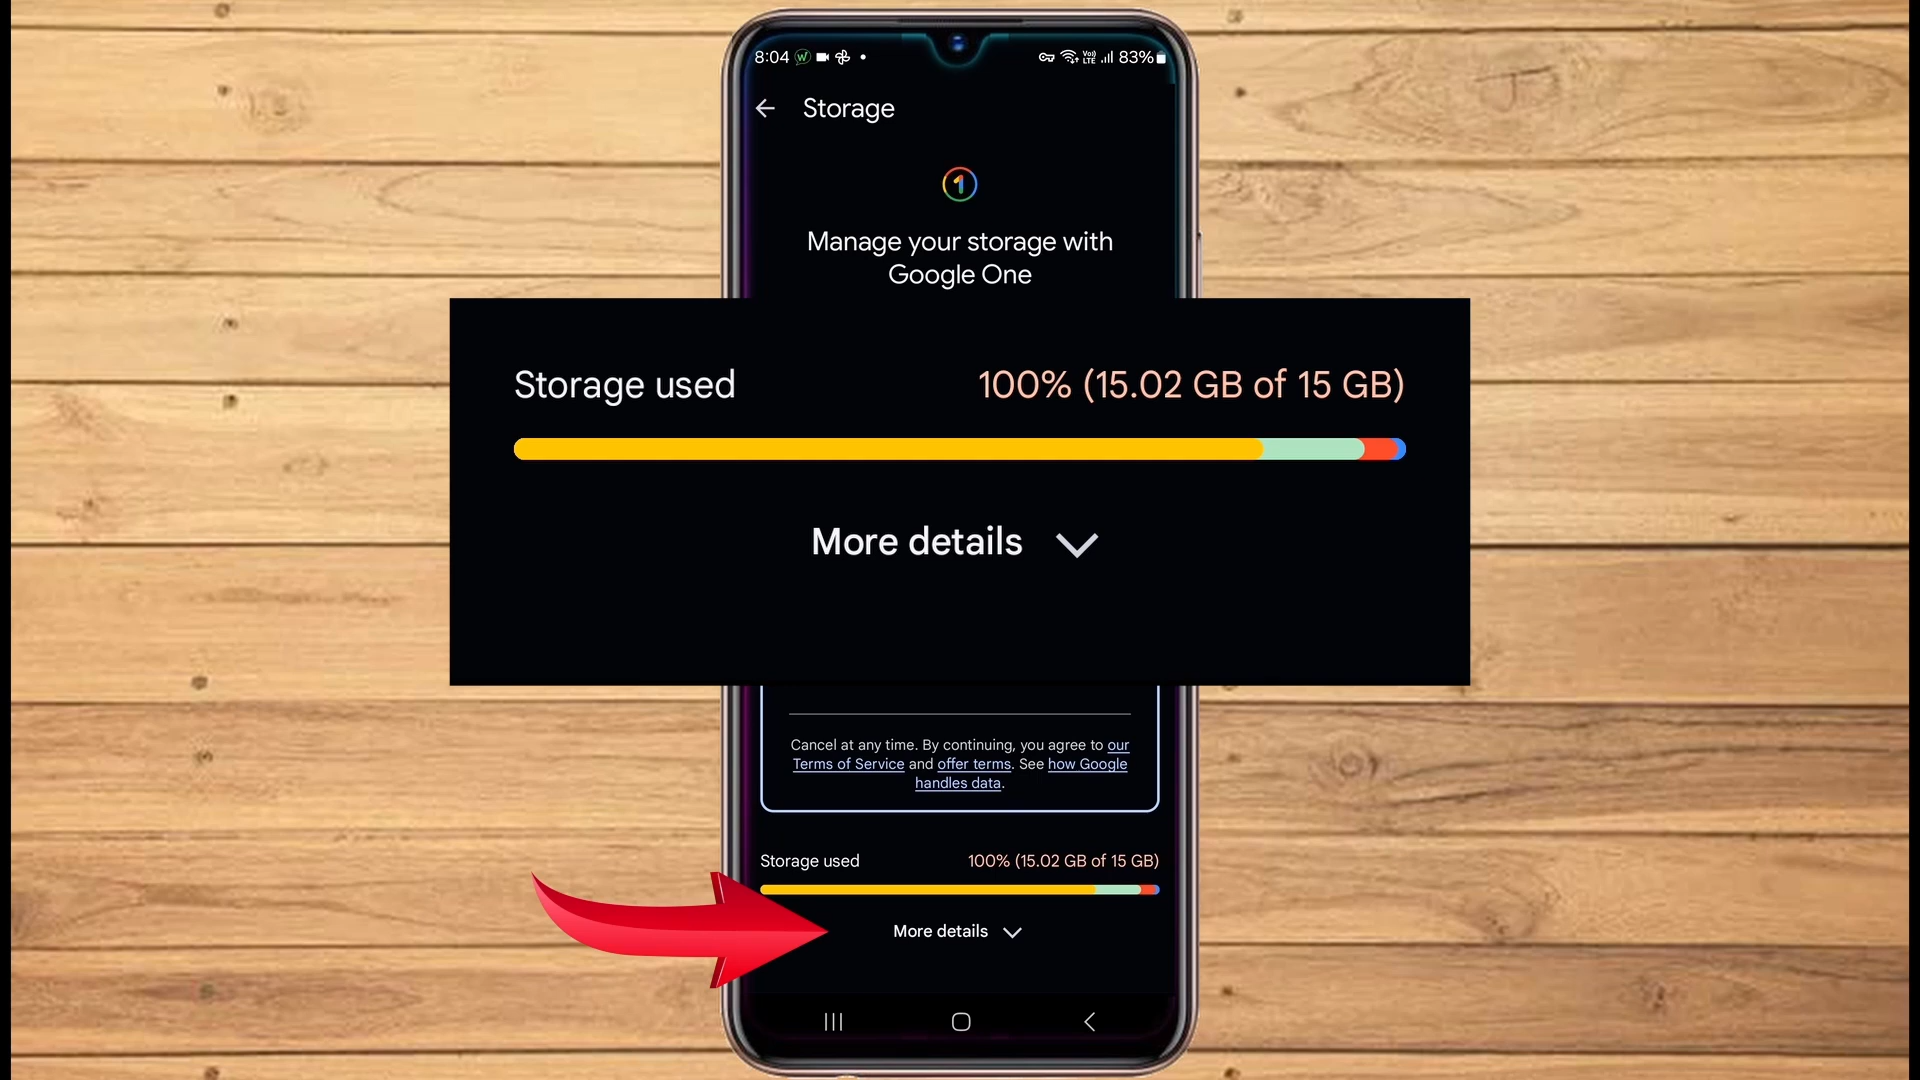 8:04
83%
Storage
Manage your storage with
Google One
Storage used 100% (15.02 GB of 15 GB)
More details
Cancel at any time. By continuing, you agree to our
Terms of Service and offer terms. See how Google
handles data.
Storage used 100% (15.02 GB of 15 GB)
More details